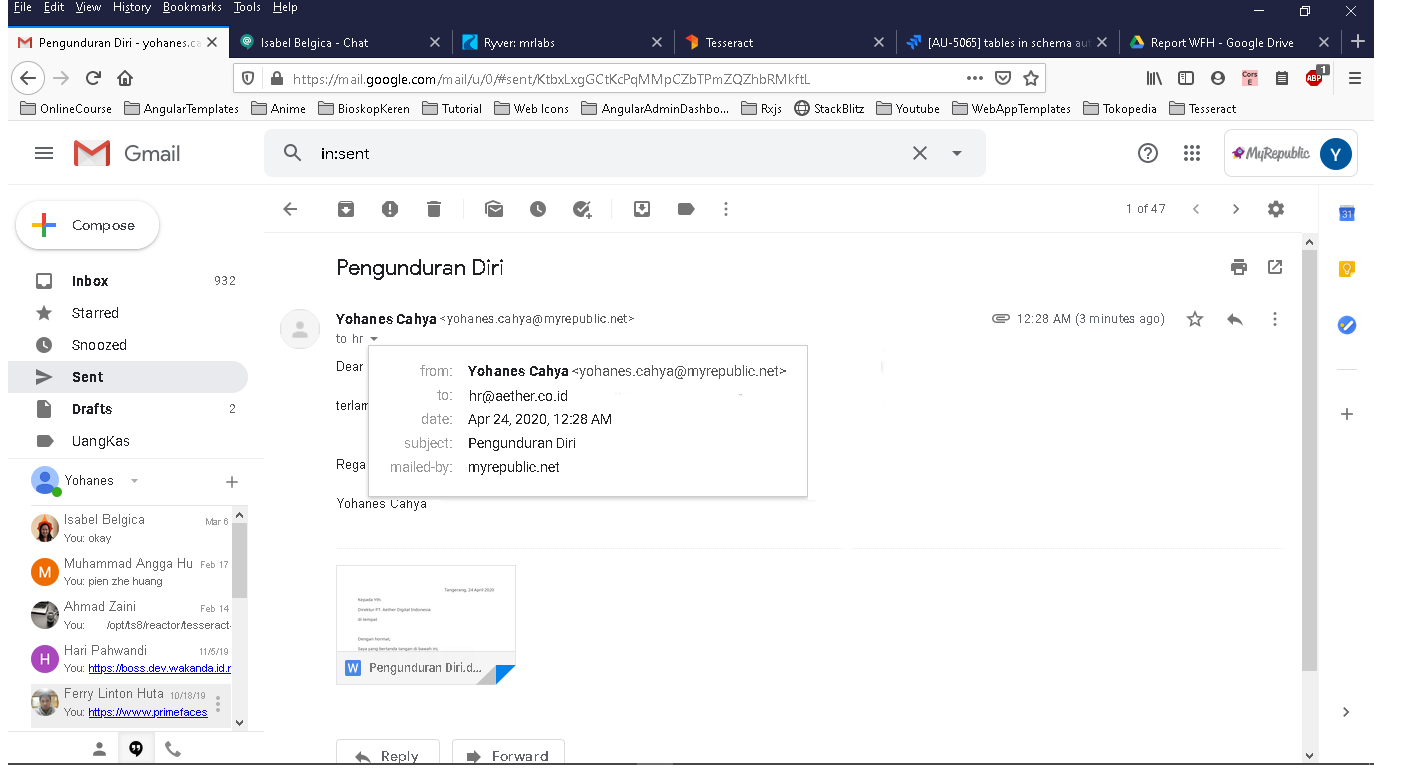 File Edit View History Bookmarks Tools Help
Pengunduran Diri - yohanes.ca
Isabel Belgica - Chat
Ryver: mrlabs
Tesseract
[AU-5065] tables in schema aut
Report WFH - Google Drive
https://mail.google.com/mail/u/0/#sent/KtbxLxgGCtKcPqMMpCZbTPmZQZhbRMkftL
Cors
E
ABP
1
OnlineCourse AngularTemplates Anime BioskopKeren Tutorial Web Icons AngularAdminDashbo... Rxjs StackBlitz Youtube WebAppTemplates Tokopedia Tesseract
Gmail
in:sent
MyRepublic
Y
Compose
1 of 47
31
Inbox 932
Starred
Snoozed
Sent
Drafts 2
UangKas
Pengunduran Diri
Yohanes Cahya <yohanes.cahya@myrepublic.net>
12:28 AM (3 minutes ago)
to hr
Dear
from: Yohanes Cahya <yohanes.cahya@myrepublic.net>
to: hr@aether.co.id
terlam
date: Apr 24, 2020, 12:28 AM
subject: Pengunduran Diri
mailed-by: myrepublic.net
Rega
Yohanes Cahya
Yohanes
Isabel Belgica Mar 6
You: okay
Muhammad Angga Hu Feb 17
You: pien zhe huang
M
Ahmad Zaini Feb 14
You: /opt/ts8/reactor/tesseract-
Hari Pahwandi 11/5/19
You: https://boss.dev.wakanda.id.r
H
Ferry Linton Huta 10/18/19
You: https://www.primefaces
Tangerang, 24 April 2020
Kepada Yth.
Direktur PT. Aether Digital Indonesia
di tempat
Dengan hormat,
Saya yang bertanda tangan di bawah ini,
W Pengunduran Diri.d...
Reply
Forward